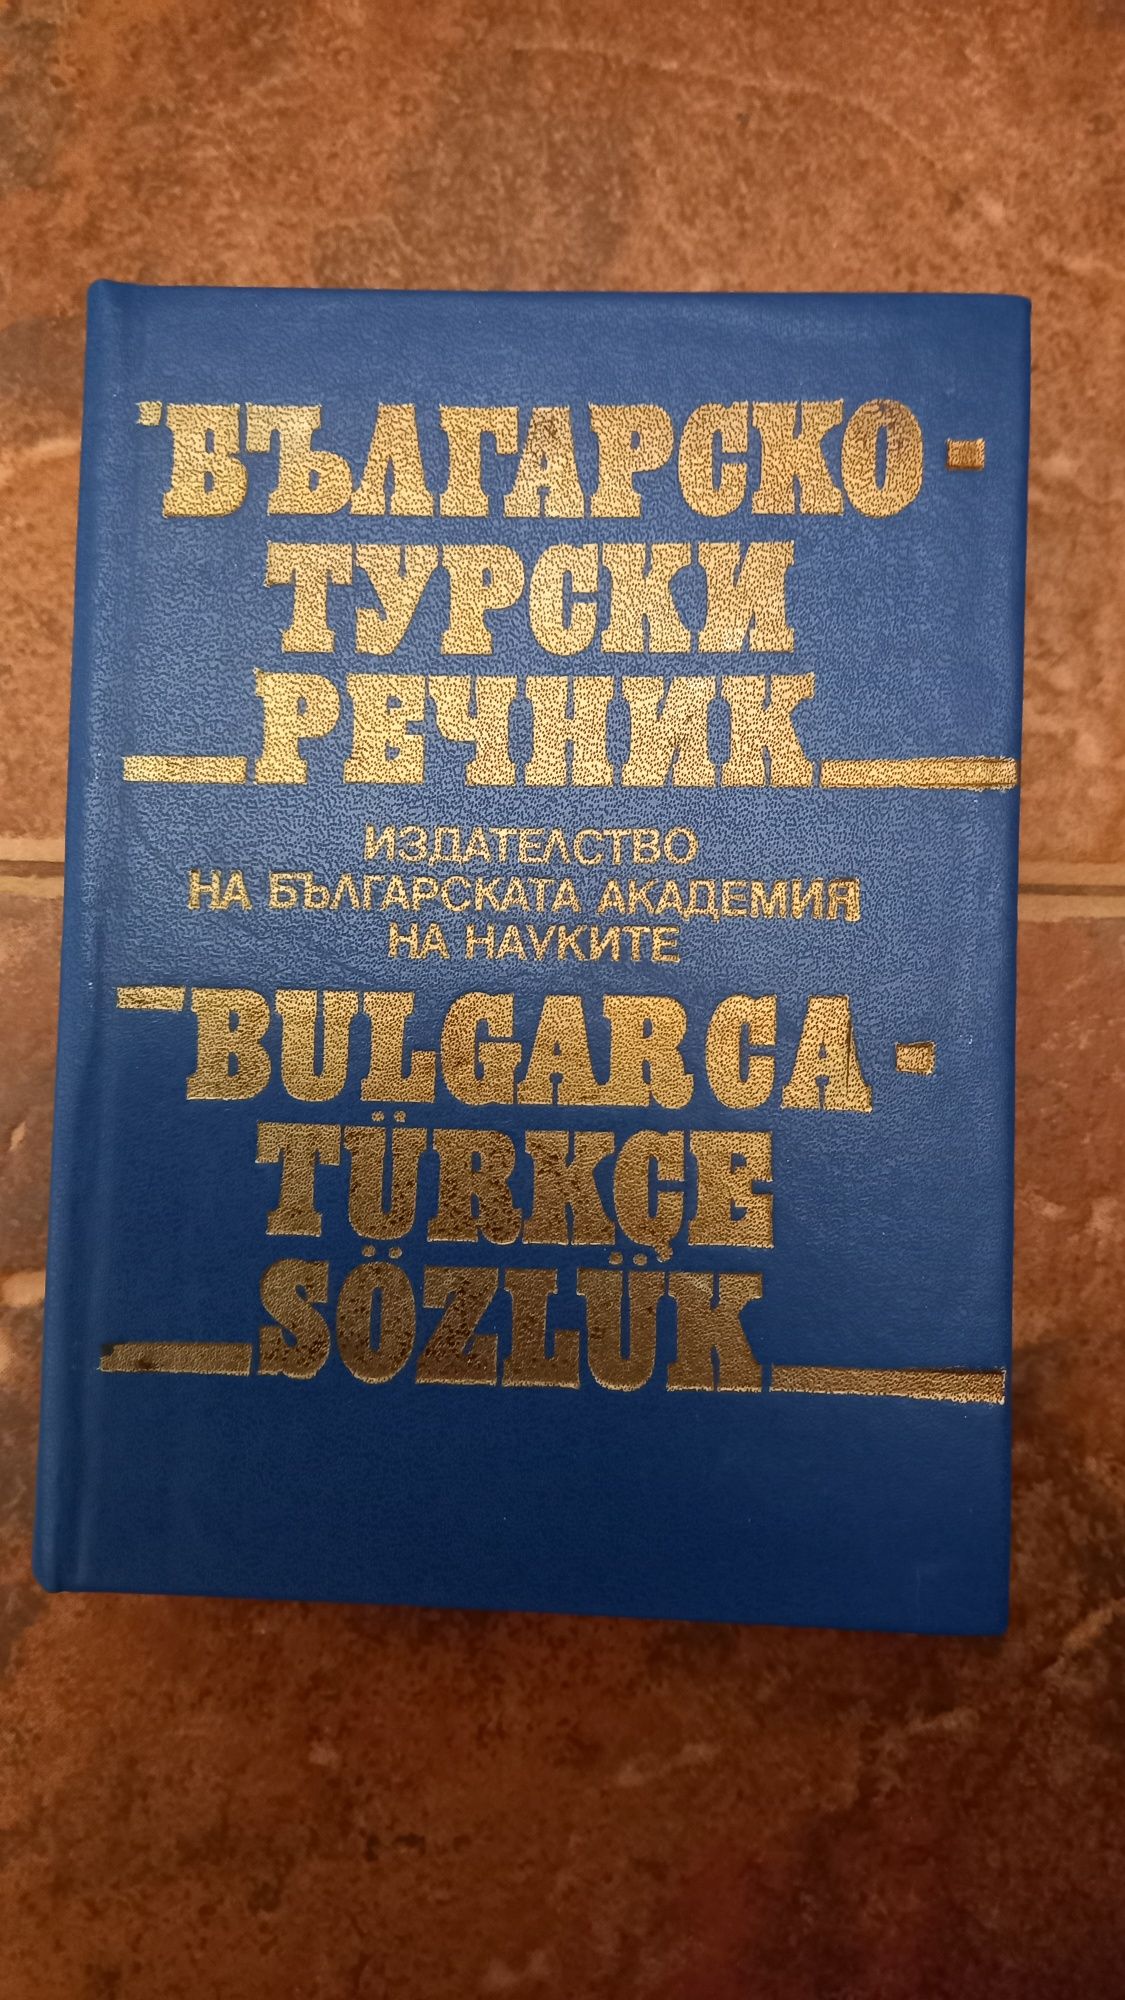 БЪЛГАРСКО-
ТУРСКИ
РЕЧНИК
ИЗДАТЕЛСТВО
НА БЪЛГАРСКАТА АКАДЕМИЯ
НА НАУКИТЕ
BULGARCA-
TÜRKÇE
SÖZLÜK